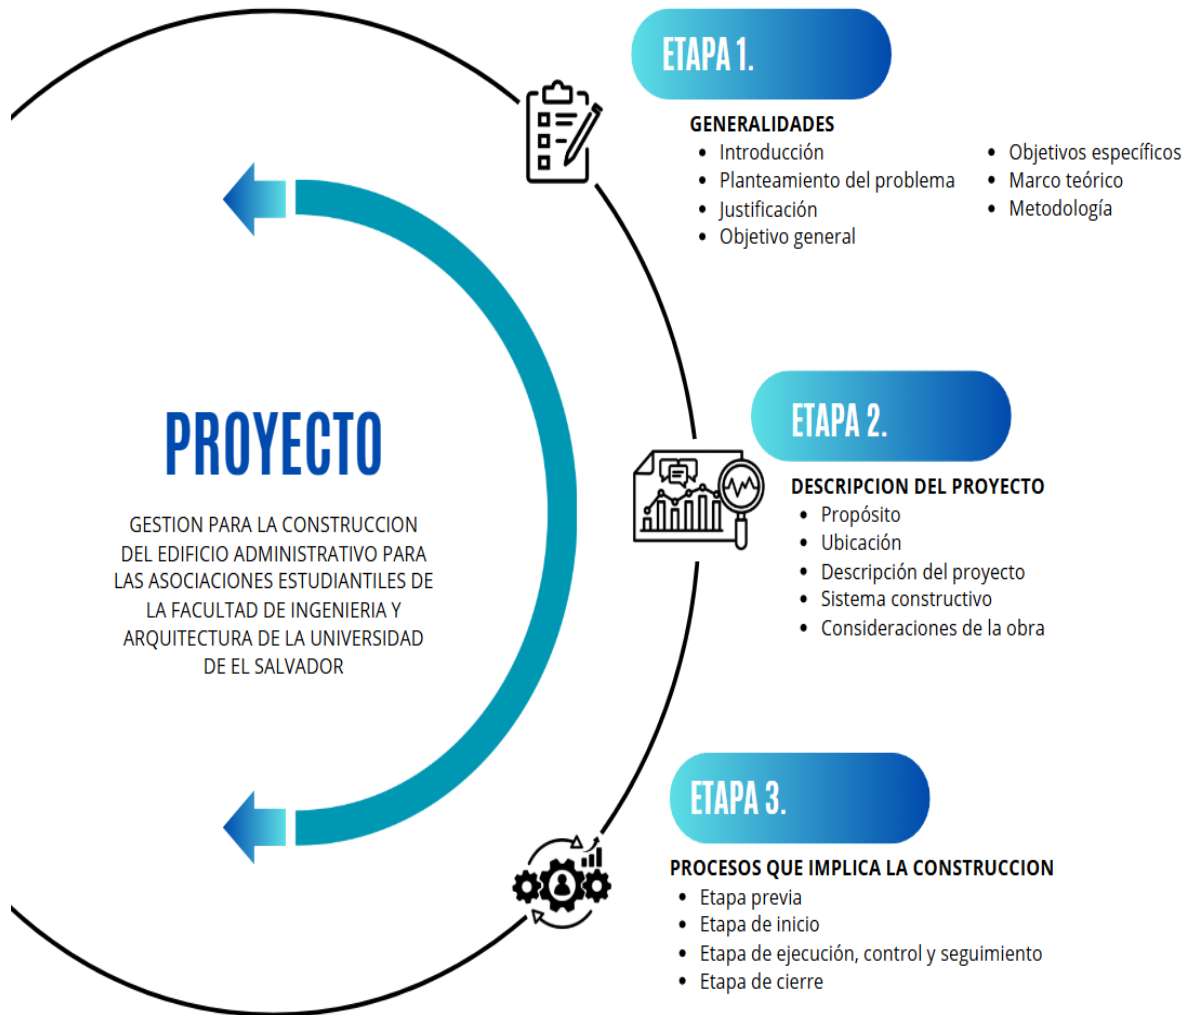 ETAPA 1.
GENERALIDADES
• Introducción
• Planteamiento del problema
• Justificación
• Objetivo general
• Objetivos específicos
• Marco teórico
• Metodología
PROYECTO
GESTION PARA LA CONSTRUCCION
DEL EDIFICIO ADMINISTRATIVO PARA
LAS ASOCIACIONES ESTUDIANTILES DE
LA FACULTAD DE INGENIERIA Y
ARQUITECTURA DE LA UNIVERSIDAD
DE EL SALVADOR
ETAPA 2.
DESCRIPCION DEL PROYECTO
• Propósito
• Ubicación
• Descripción del proyecto
• Sistema constructivo
• Consideraciones de la obra
ETAPA 3.
PROCESOS QUE IMPLICA LA CONSTRUCCION
• Etapa previa
• Etapa de inicio
• Etapa de ejecución, control y seguimiento
• Etapa de cierre